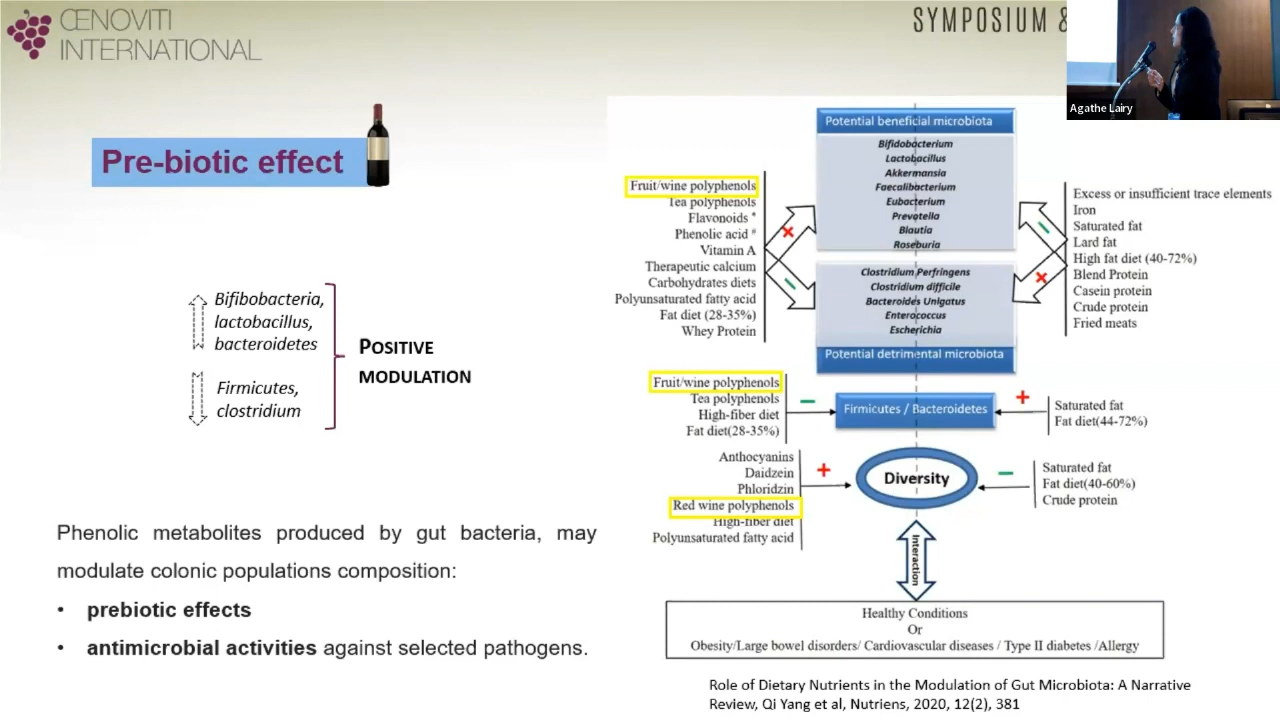 ŒNOVITI
INTERNATIONAL
SYMPOSIUM &
Agathe Lairy
Pre-biotic effect
Bifibobacteria,
lactobacillus,
bacteroidetes
Firmicutes,
clostridium
POSITIVE
MODULATION
Phenolic metabolites produced by gut bacteria, may
modulate colonic populations composition:
• prebiotic effects
• antimicrobial activities against selected pathogens.
Potential beneficial microbiota
Bifidobacterium
Lactobacillus
Akkermansia
Faecalibacterium
Eubacterium
Prevotella
Blautia
Roseburia
Fruit/wine polyphenols
Tea polyphenols
Flavonoids *
Phenolic acid #
Vitamin A
Therapeutic calcium
Carbohydrates diets
Polyunsaturated fatty acid
Fat diet (28-35%)
Whey Protein
×
−
−
×
Excess or insufficient trace elements
Iron
Saturated fat
Lard fat
High fat diet (40-72%)
Blend Protein
Casein protein
Crude protein
Fried meats
Clostridium Perfringens
Clostridium difficile
Bacteroides Unlgatus
Enterococcus
Escherichia
Potential detrimental microbiota
Fruit/wine polyphenols
Tea polyphenols
High-fiber diet
Fat diet(28-35%)
−
Firmicutes / Bacteroidetes
+
Saturated fat
Fat diet(44-72%)
Anthocyanins
Daidzein
Phloridzin
Red wine polyphenols
High-fiber diet
Polyunsaturated fatty acid
+
Diversity
−
Saturated fat
Fat diet(40-60%)
Crude protein
Interaction
Healthy Conditions
Or
Obesity/Large bowel disorders/ Cardiovascular diseases / Type II diabetes /Allergy
Role of Dietary Nutrients in the Modulation of Gut Microbiota: A Narrative
Review, Qi Yang et al, Nutriens, 2020, 12(2), 381